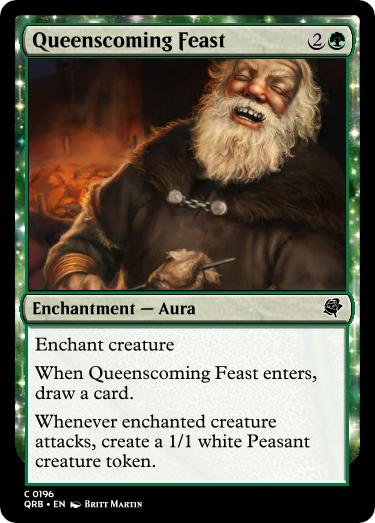 Queenscoming Feast 2
Enchantment — Aura
Enchant creature
When Queenscoming Feast enters,
draw a card.
Whenever enchanted creature
attacks, create a 1/1 white Peasant
creature token.
C 0196
QRB • EN Britt Martin